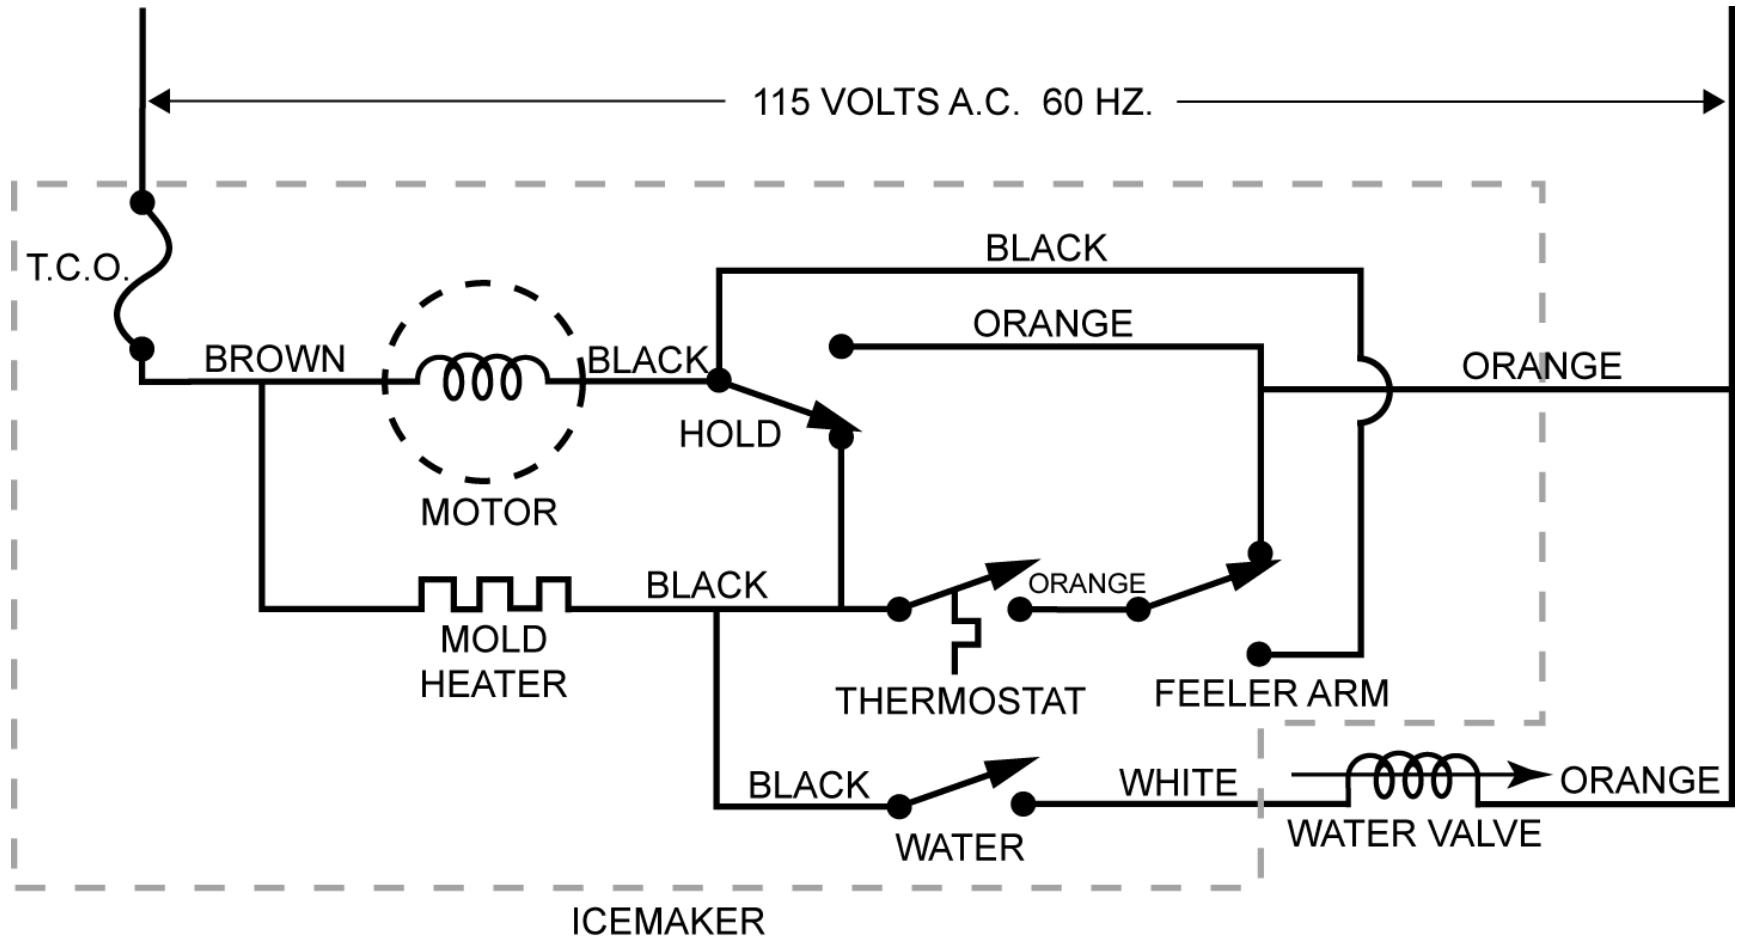 115 VOLTS A.C.  60 HZ.
T.C.O.
BLACK
ORANGE
BROWN
BLACK
ORANGE
HOLD
MOTOR
BLACK
ORANGE
MOLD
HEATER
THERMOSTAT
FEELER ARM
BLACK
WHITE
ORANGE
WATER
WATER VALVE
ICEMAKER